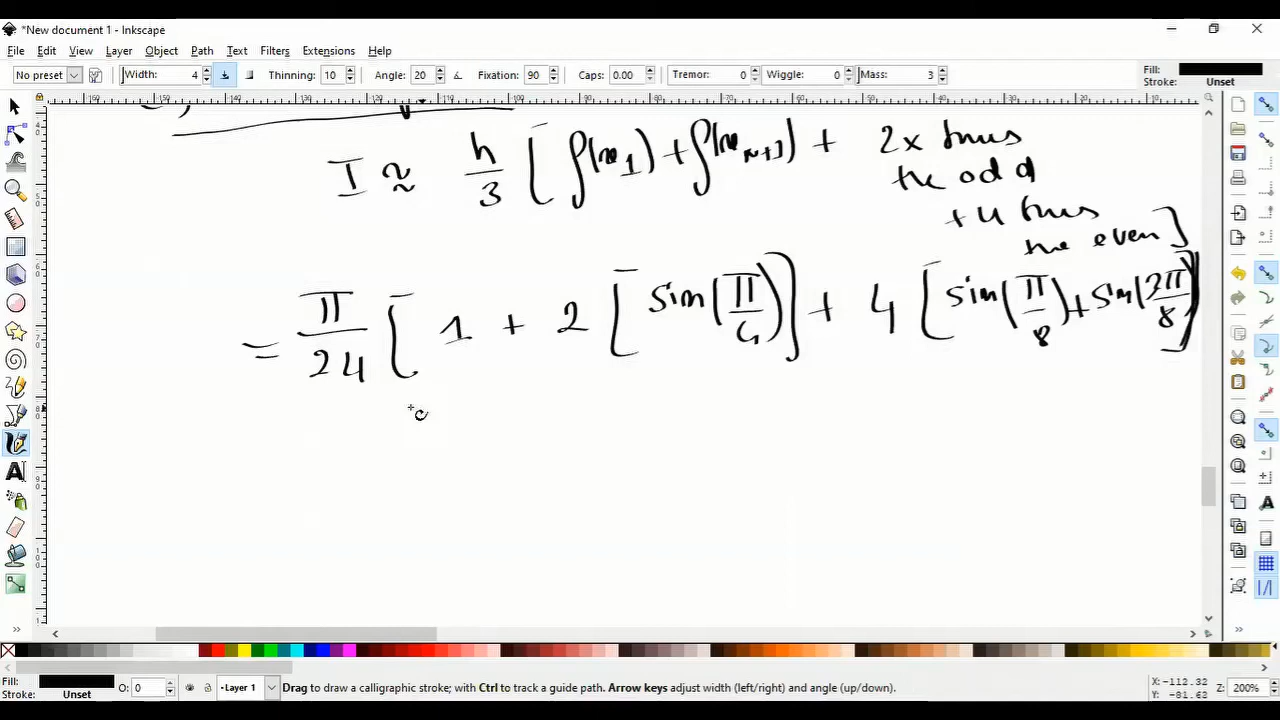 *New document 1 - Inkscape
File Edit View Layer Object Path Text Filters Extensions Help
No preset Width: 4 Thinning: 10 Angle: 20 Fixation: 90 Caps: 0.00 Tremor: 0 Wiggle: 0 Mass: 3 Fill: Stroke: Unset
I ≈ h/3 [ f(x₁) + f(xₙ₊₁) + 2x thus
the odd
+ 4 thus
the even ]
= π/24 [ 1 + 2 [ sin(π/4) ] + 4 [ sin(π/8) + sin(3π/8) ]
Fill: Stroke: Unset O: 0 Layer 1 Drag to draw a calligraphic stroke; with Ctrl to track a guide path. Arrow keys adjust width (left/right) and angle (up/down). X: -112.32 Y: -81.62 Z: 200%